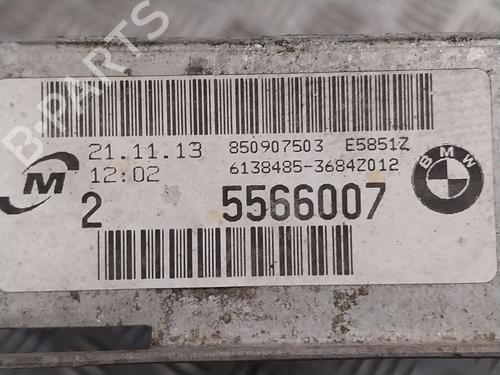 21.11.13 850907503 E5851Z
12:02 6138485-3684Z012
M
BMW
2 5566007
B-PARTS